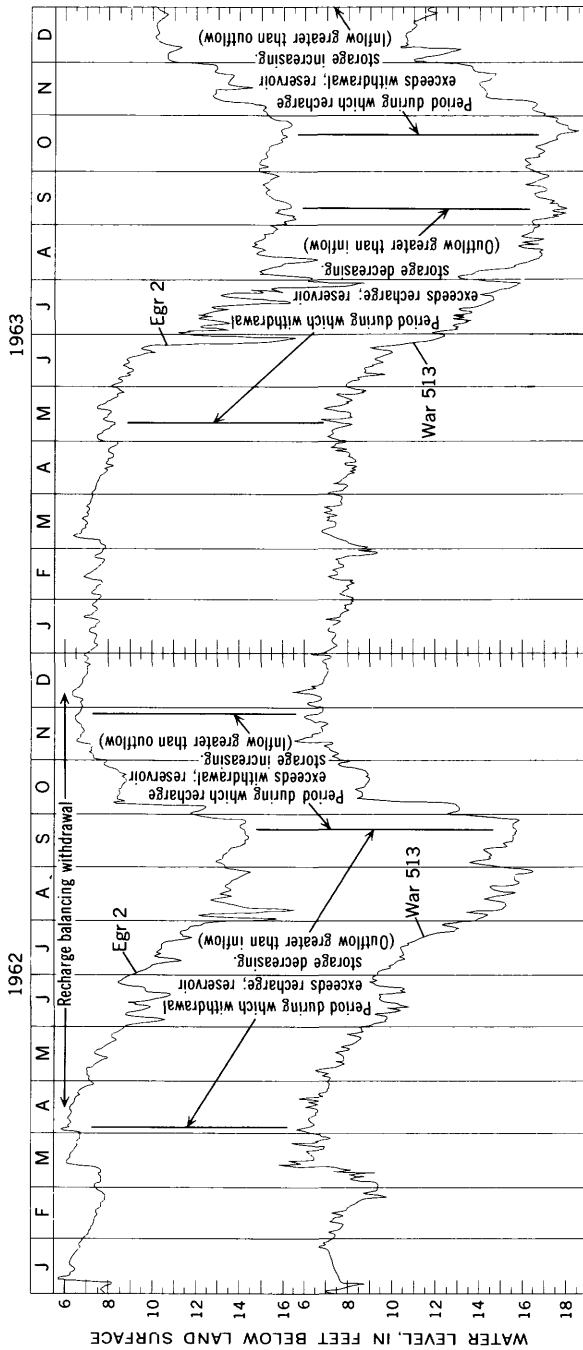 1962
1963
J F M A M J J A S O N D
J F M A M J J A S O N D
WATER LEVEL, IN FEET BELOW LAND SURFACE
6
8
10
12
14
16
6
8
10
12
14
16
18
Recharge balancing withdrawal
Egr 2
War 513
Period during which withdrawal
exceeds recharge; reservoir
storage decreasing.
(Outflow greater than inflow)
Period during which recharge
exceeds withdrawal; reservoir
storage increasing.
(Inflow greater than outflow)
Egr 2
War 513
Period during which withdrawal
exceeds recharge; reservoir
storage decreasing.
(Outflow greater than inflow)
Period during which recharge
exceeds withdrawal; reservoir
storage increasing.
(Inflow greater than outflow)